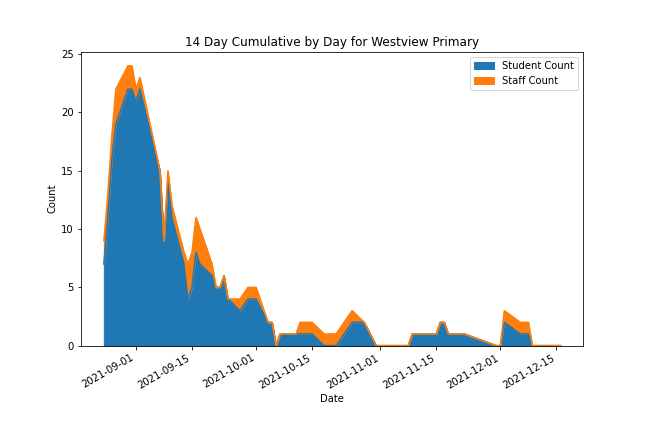 14 Day Cumulative by Day for Westview Primary
Student Count
Staff Count
Count
25
20
15
10
5
0
2021-09-01
2021-09-15
2021-10-01
2021-10-15
2021-11-01
2021-11-15
2021-12-01
2021-12-15
Date